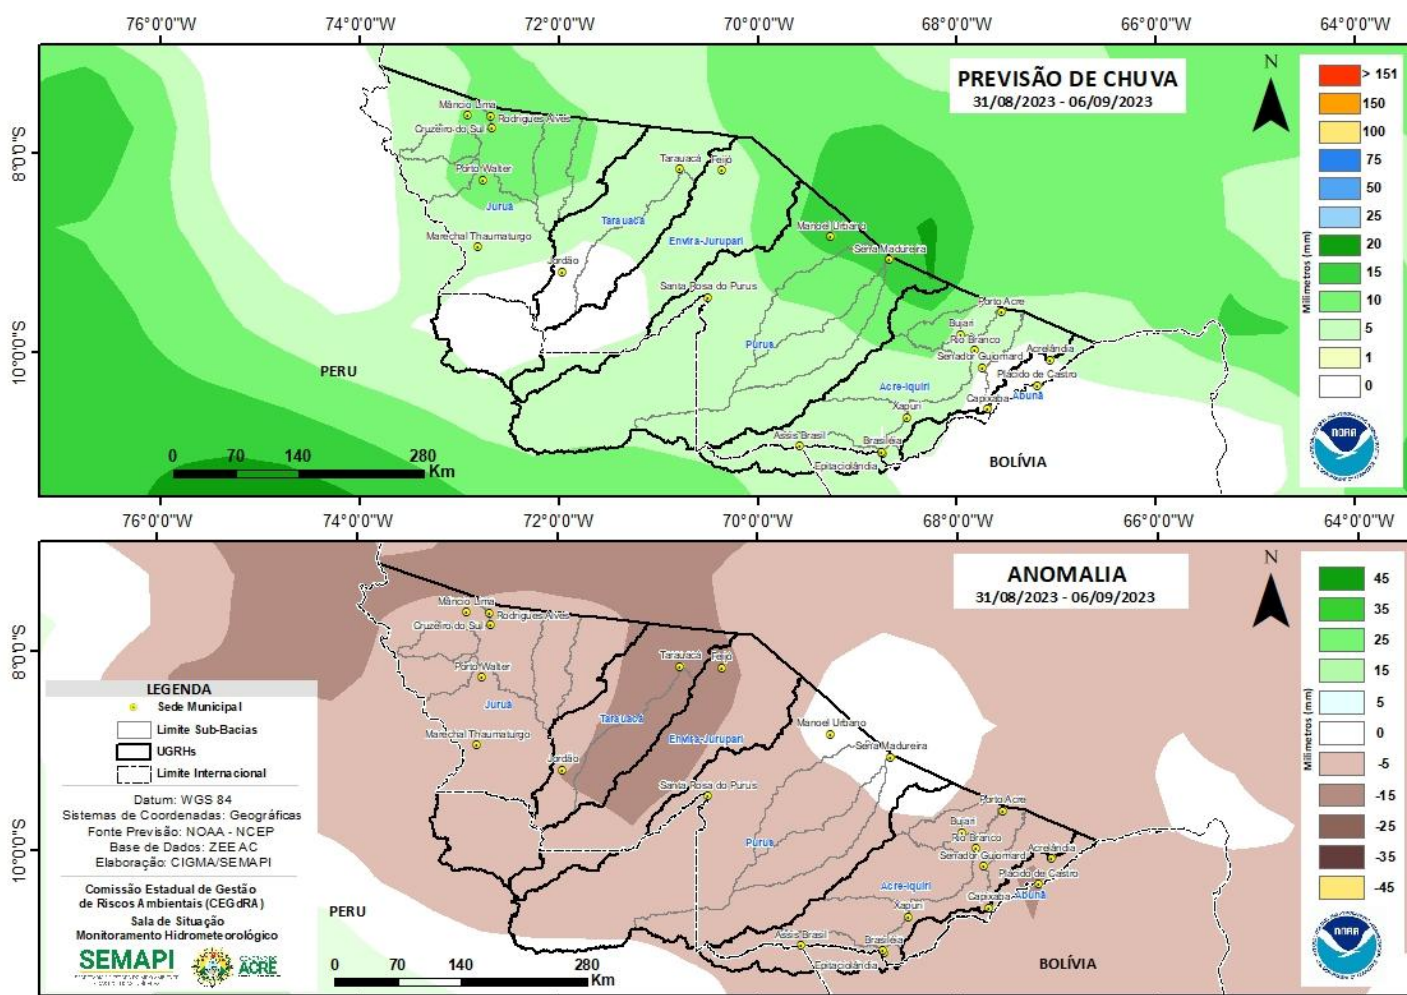 76°0'0"W 74°0'0"W 72°0'0"W 70°0'0"W 68°0'0"W 66°0'0"W 64°0'0"W
PREVISÃO DE CHUVA
31/08/2023 - 06/09/2023
N
> 151
150
100
75
50
25
20
15
10
5
1
0
Milímetros (mm)
NOAA
8°0'0"S
10°0'0"S
Mâncio Lima
Rodrigues Alves
Cruzeiro do Sul
Porto Walter
Juruá
Marechal Thaumaturgo
Tarauacá
Feijó
Tarauacá
Envira-Jurupari
Jordão
Santa Rosa do Purus
Manoel Urbano
Sena Madureira
Purua
Porto Acre
Bujari
Rio Branco
Senador Guiomard
Acrelândia
Plácido de Castro
Acre-Iquiri
Abunã
Capixaba
Xapuri
Assis Brasil
Brasiléia
Epitaciolândia
PERU
BOLÍVIA
0 70 140 280
Km
76°0'0"W 74°0'0"W 72°0'0"W 70°0'0"W 68°0'0"W 66°0'0"W 64°0'0"W
ANOMALIA
31/08/2023 - 06/09/2023
N
45
35
25
15
5
0
-5
-15
-25
-35
-45
Milímetros (mm)
NOAA
8°0'0"S
10°0'0"S
Mâncio Lima
Rodrigues Alves
Cruzeiro do Sul
Porto Walter
Juruá
Marechal Thaumaturgo
Tarauacá
Feijó
Tarauacá
Envira-Jurupari
Jordão
Santa Rosa do Purus
Manoel Urbano
Sena Madureira
Purua
Porto Acre
Bujari
Rio Branco
Senador Guiomard
Acrelândia
Plácido de Castro
Acre-Iquiri
Abunã
Capixaba
Xapuri
Assis Brasil
Brasiléia
Epitaciolândia
PERU
BOLÍVIA
0 70 140 280
Km
LEGENDA
Sede Municipal
Limite Sub-Bacias
UGRHs
Limite Internacional
Datum: WGS 84
Sistemas de Coordenadas: Geográficas
Fonte Previsão: NOAA - NCEP
Base de Dados: ZEE AC
Elaboração: CIGMA/SEMAPI
Comissão Estadual de Gestão
de Riscos Ambientais (CEGdRA)
Sala de Situação
Monitoramento Hidrometeorológico
SEMAPI
ACRE